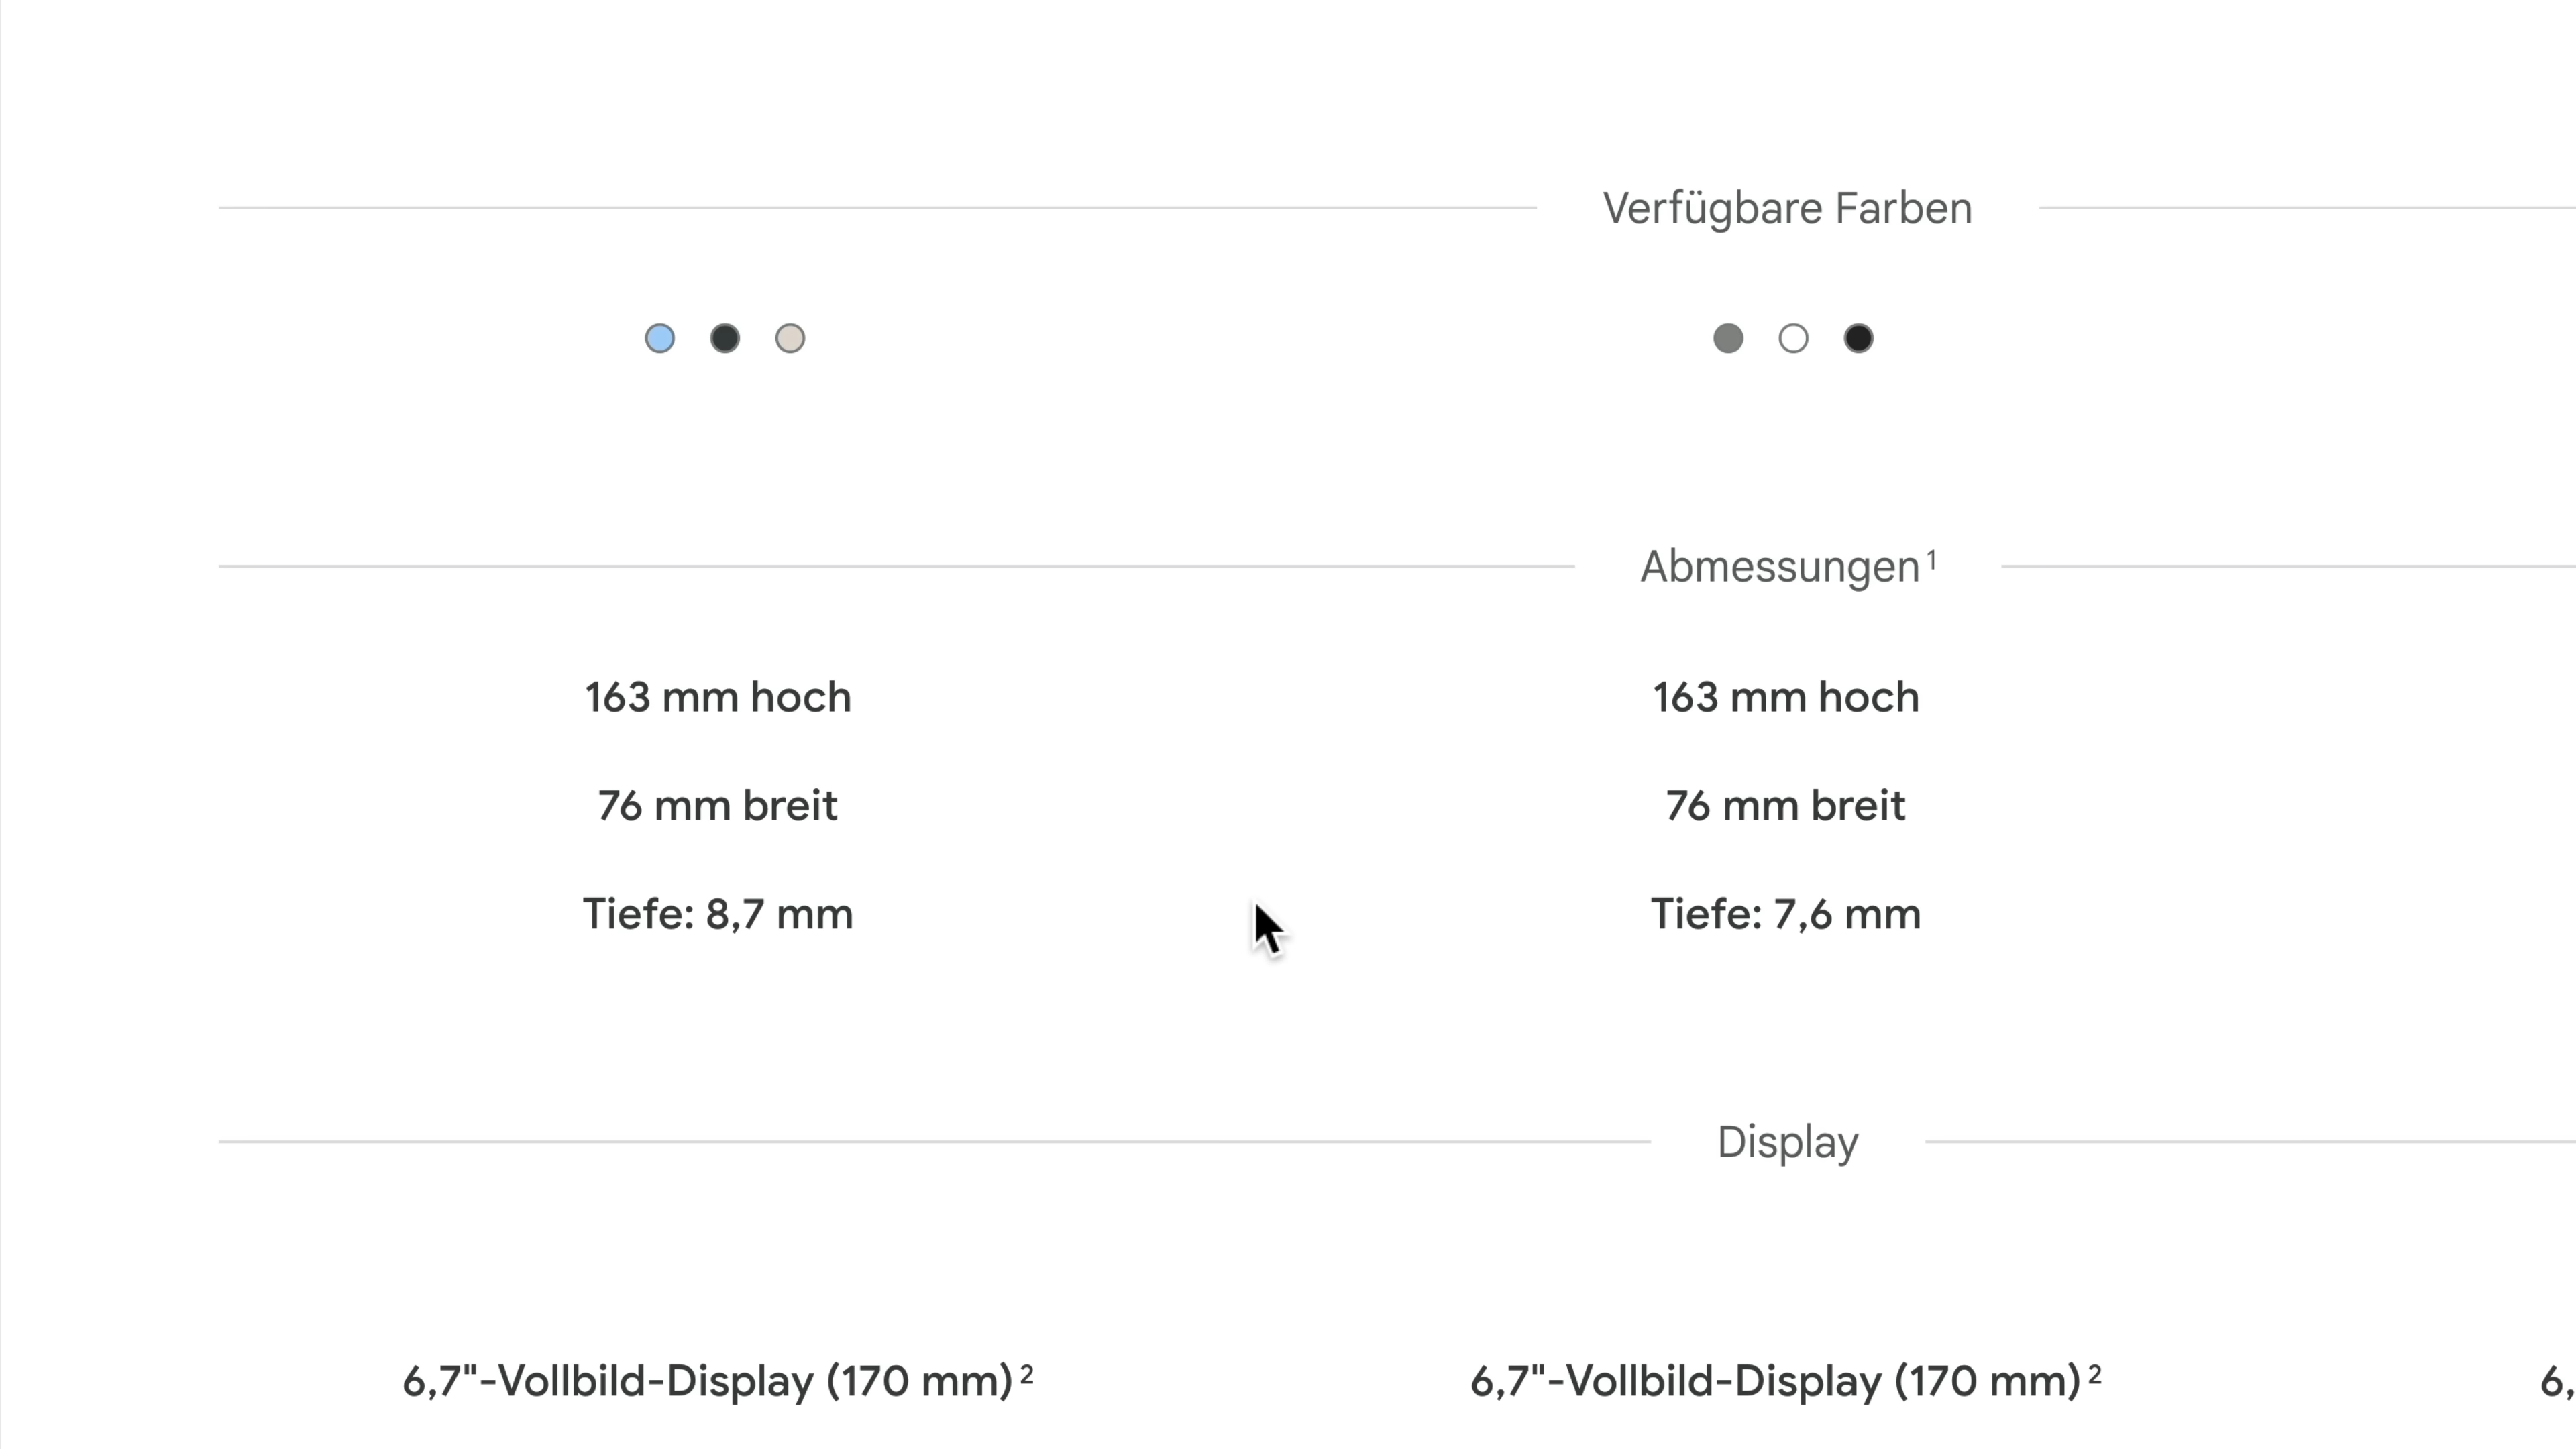 Verfügbare Farben
Abmessungen¹
163 mm hoch
163 mm hoch
76 mm breit
76 mm breit
Tiefe: 8,7 mm
Tiefe: 7,6 mm
Display
6,7"-Vollbild-Display (170 mm)²
6,7"-Vollbild-Display (170 mm)²
6,